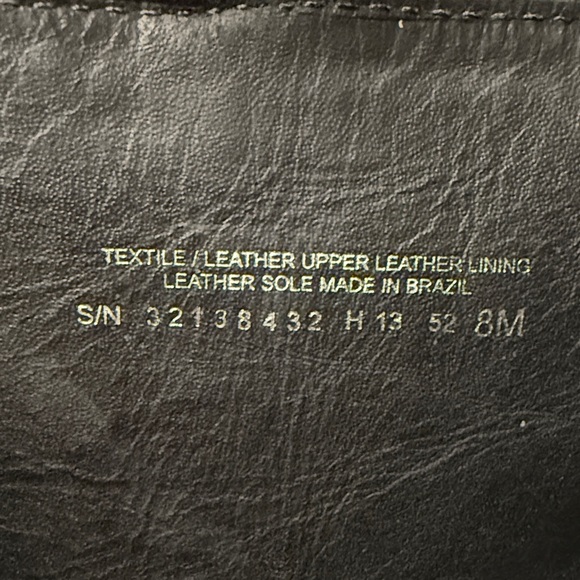 TEXTILE / LEATHER UPPER LEATHER LINING
LEATHER SOLE MADE IN BRAZIL
S/N 32138432 H 13 52 8M